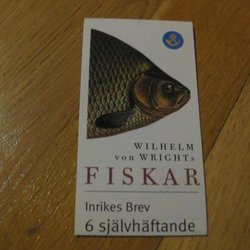 WILHELM
von WRIGHTs
FISKAR
Inrikes Brev
6 självhäftande